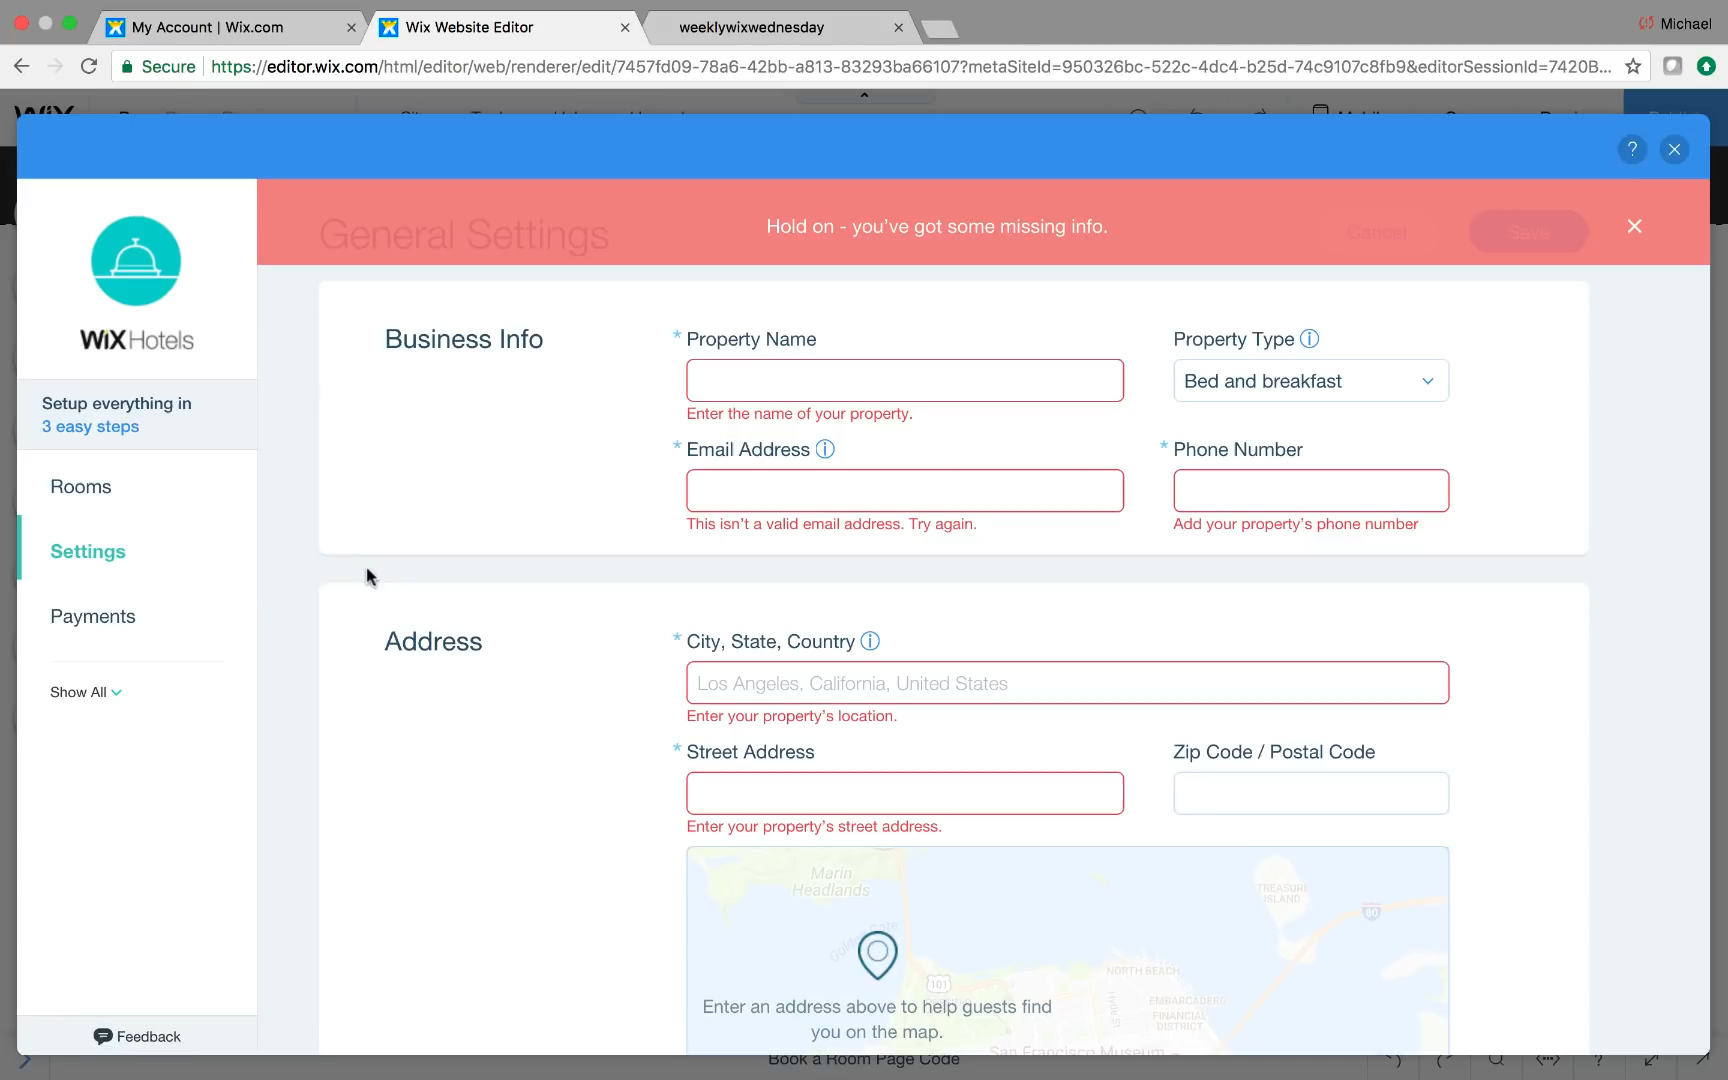 My Account | Wix.com
Wix Website Editor
weeklywixwednesday
Michael
Secure
https://editor.wix.com/html/editor/web/renderer/edit/7457fd09-78a6-42bb-a813-83293ba66107?metaSiteId=950326bc-522c-4dc4-b25d-74c9107c8fb9&editorSessionId=7420B...
General Settings
Hold on - you've got some missing info.
Cancel
Save
WiX Hotels
Setup everything in
3 easy steps
Rooms
Settings
Payments
Show All
Feedback
Business Info
* Property Name
Property Type
Bed and breakfast
Enter the name of your property.
* Email Address
* Phone Number
This isn't a valid email address. Try again.
Add your property's phone number
Address
* City, State, Country
Los Angeles, California, United States
Enter your property's location.
* Street Address
Zip Code / Postal Code
Enter your property's street address.
Marin
Headlands
TREASURE
ISLAND
80
101
NORTH BEACH
Hyde St
EMBARCADERO
FINANCIAL
DISTRICT
Enter an address above to help guests find
you on the map.
San Francisco Museum
Book a Room Page Code